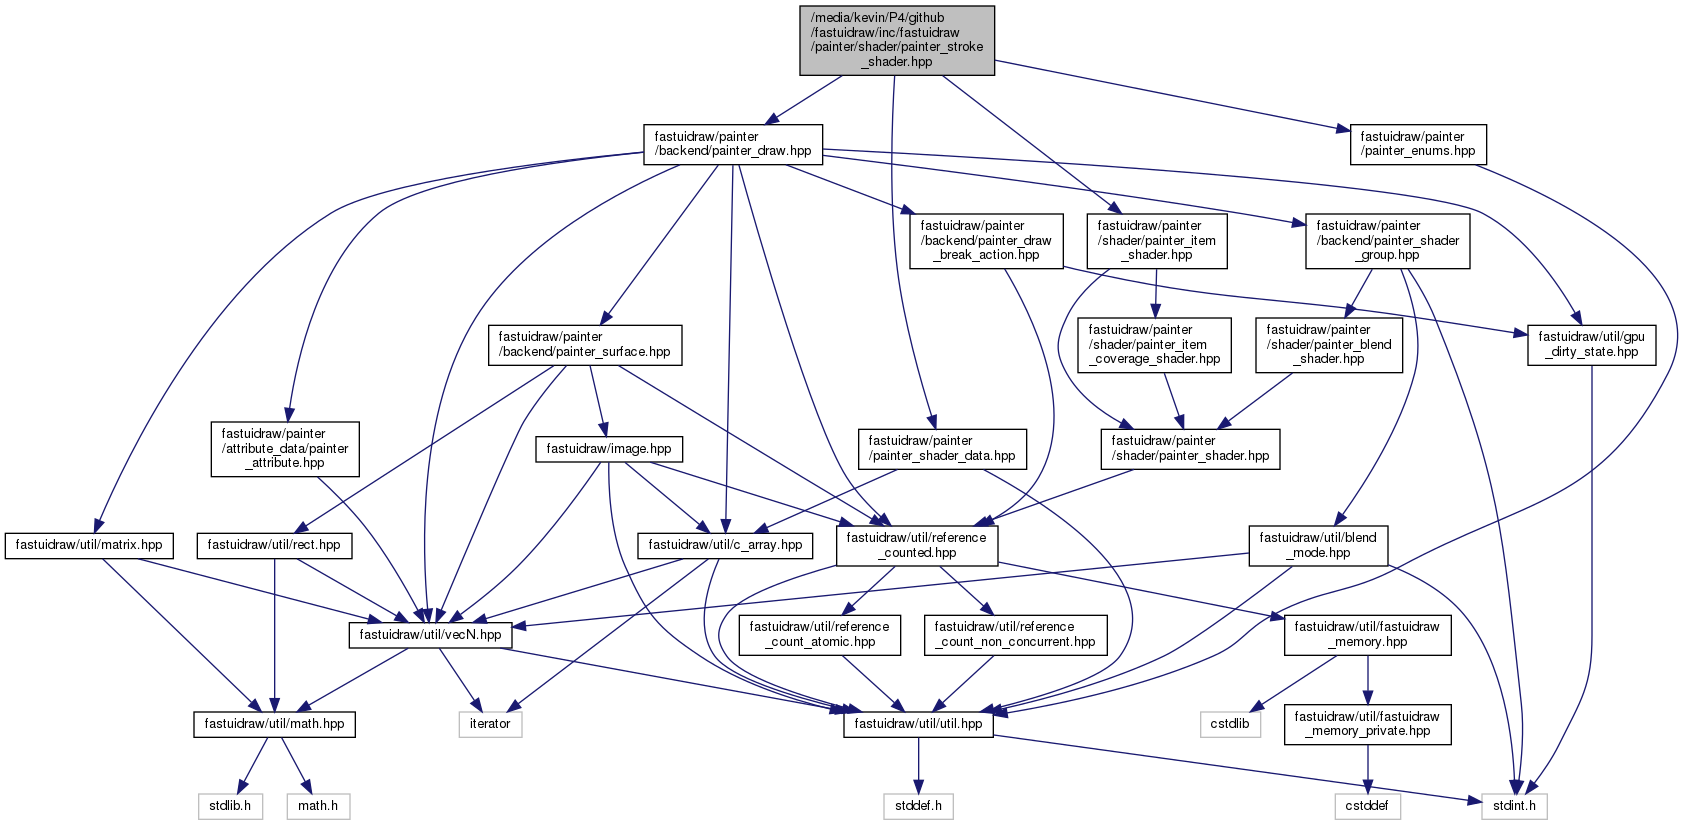 /media/kevin/P4/github
/fastuidraw/inc/fastuidraw
/painter/shader/painter_stroke
_shader.hpp
fastuidraw/painter
/backend/painter_draw.hpp
fastuidraw/painter
/painter_enums.hpp
fastuidraw/painter
/backend/painter_draw
_break_action.hpp
fastuidraw/painter
/shader/painter_item
_shader.hpp
fastuidraw/painter
/backend/painter_shader
_group.hpp
fastuidraw/painter
/backend/painter_surface.hpp
fastuidraw/painter
/shader/painter_item
_coverage_shader.hpp
fastuidraw/painter
/shader/painter_blend
_shader.hpp
fastuidraw/util/gpu
_dirty_state.hpp
fastuidraw/painter
/attribute_data/painter
_attribute.hpp
fastuidraw/image.hpp
fastuidraw/painter
/painter_shader_data.hpp
fastuidraw/painter
/shader/painter_shader.hpp
fastuidraw/util/matrix.hpp
fastuidraw/util/rect.hpp
fastuidraw/util/c_array.hpp
fastuidraw/util/reference
_counted.hpp
fastuidraw/util/blend
_mode.hpp
fastuidraw/util/vecN.hpp
fastuidraw/util/reference
_count_atomic.hpp
fastuidraw/util/reference
_count_non_concurrent.hpp
fastuidraw/util/fastuidraw
_memory.hpp
fastuidraw/util/math.hpp
iterator
fastuidraw/util/util.hpp
cstdlib
fastuidraw/util/fastuidraw
_memory_private.hpp
stdlib.h
math.h
stddef.h
cstddef
stdint.h